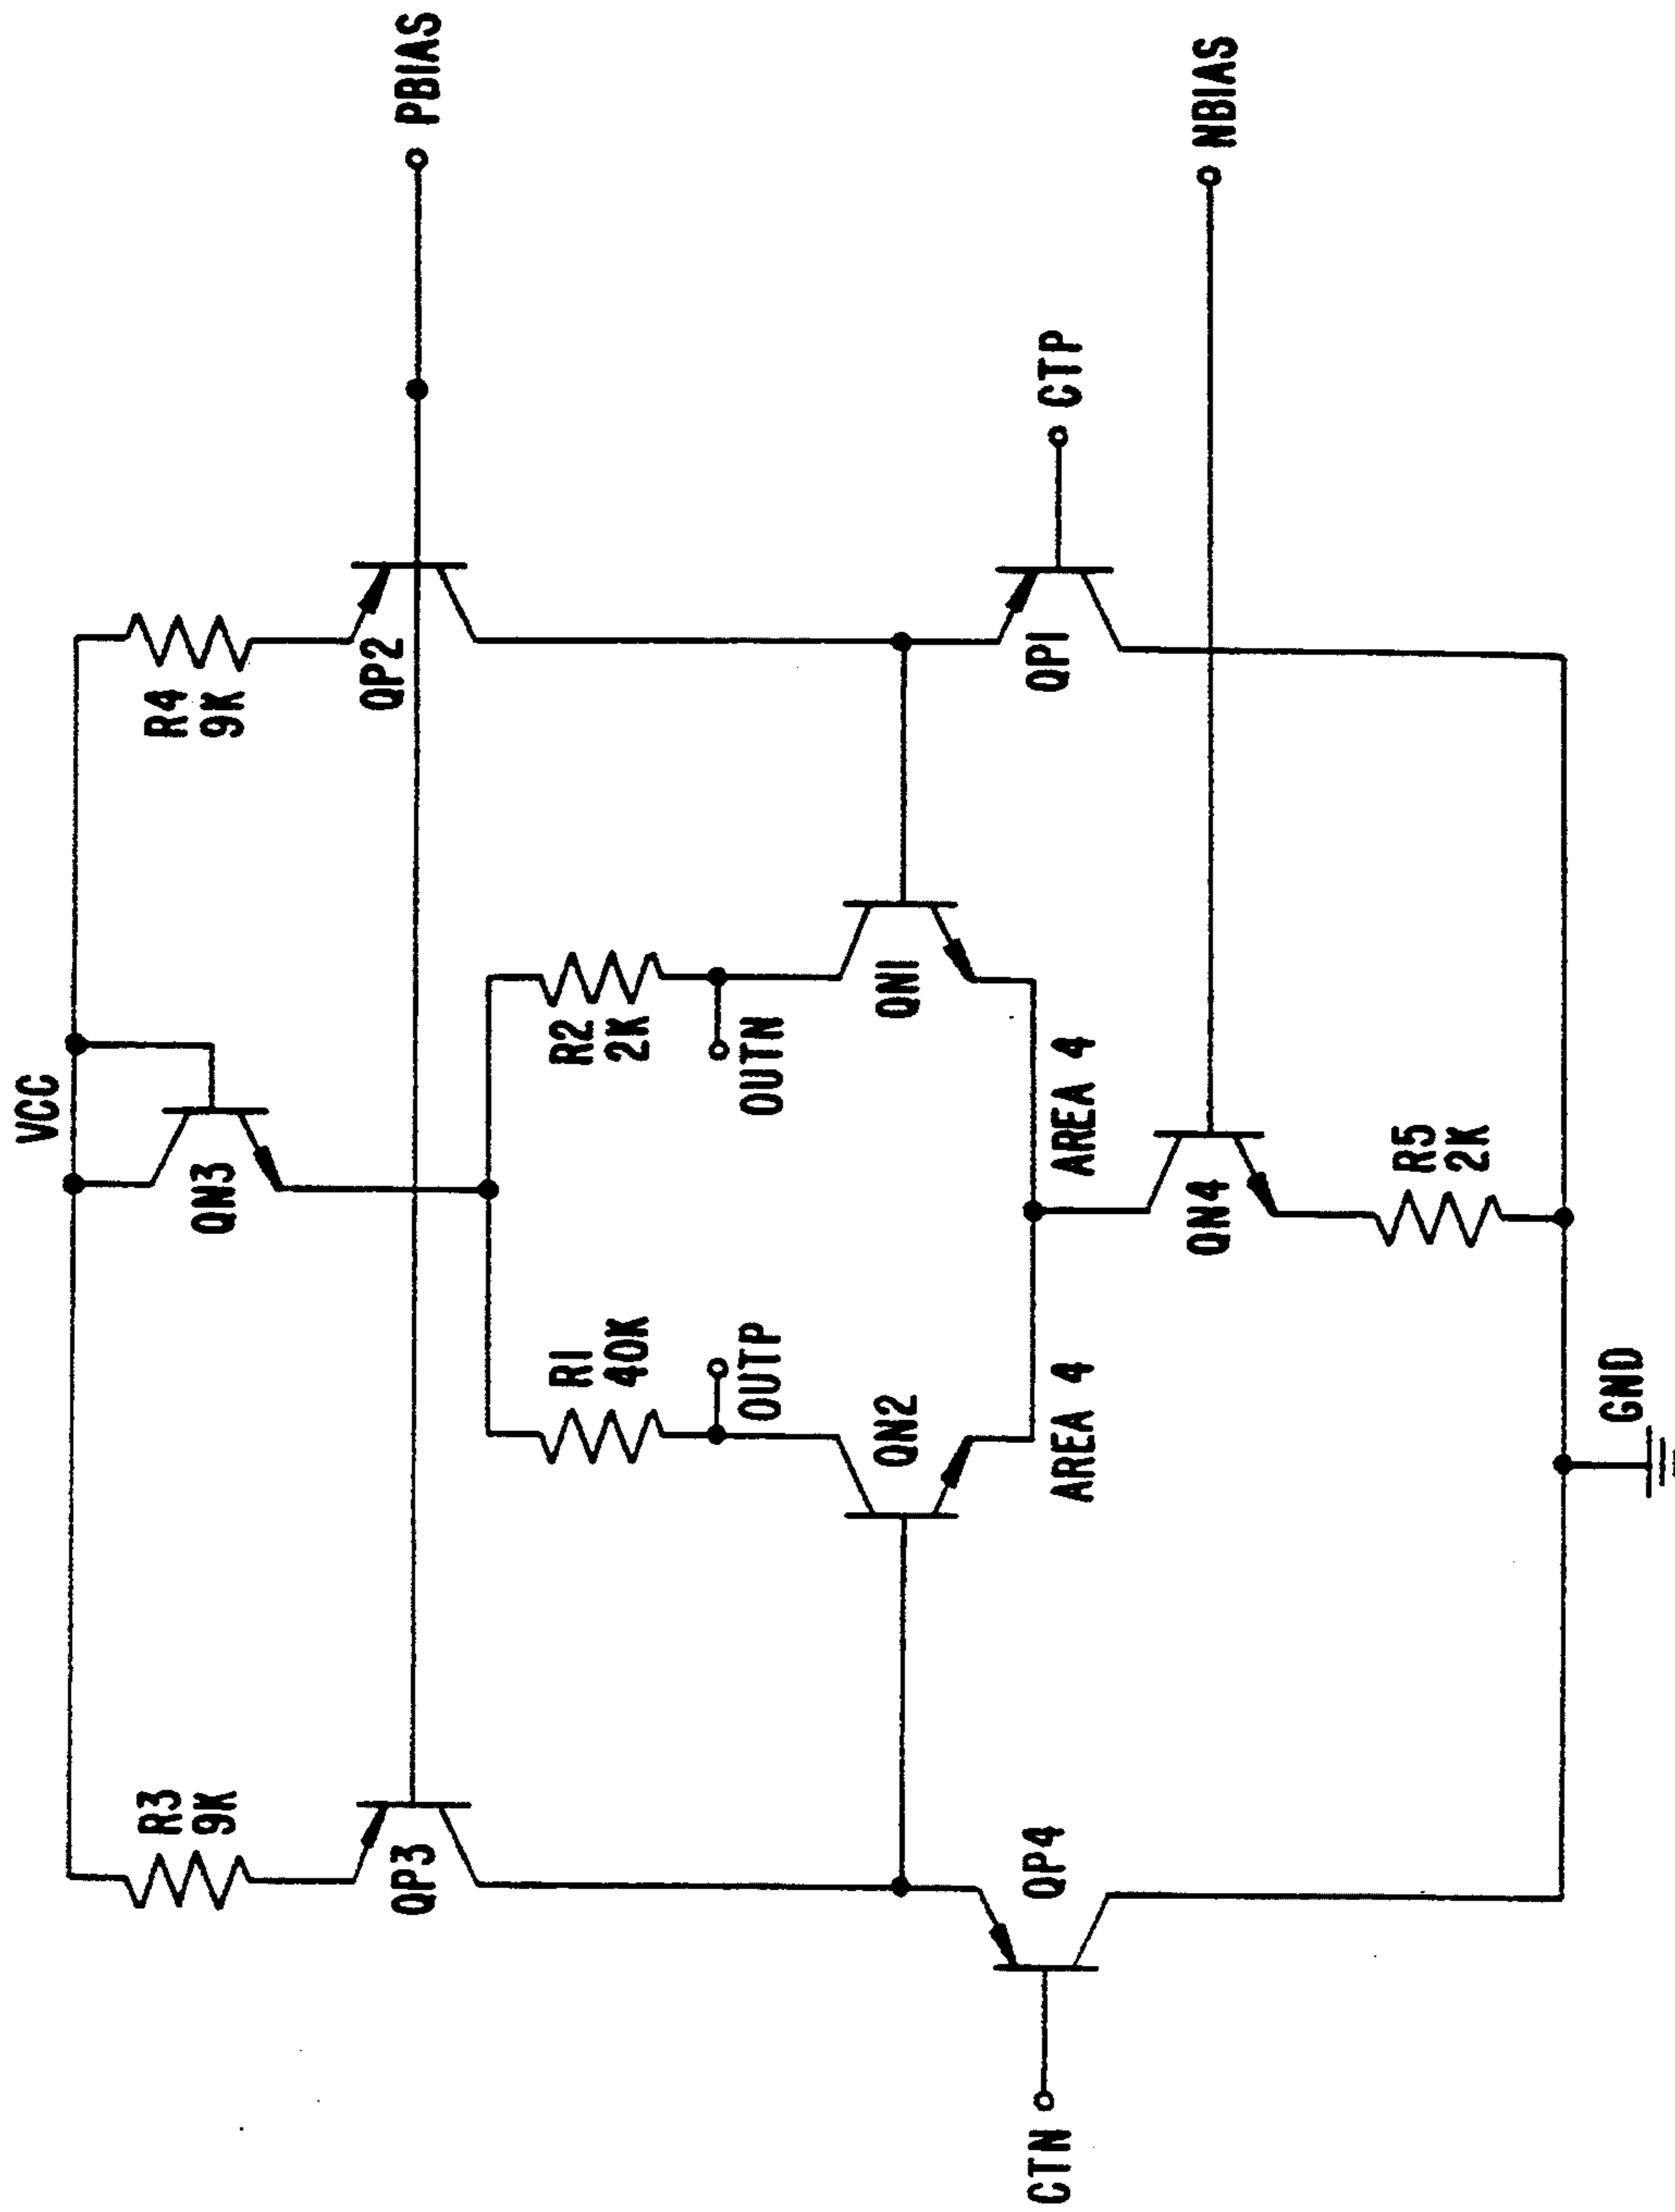 VCC
R3
9K
R4
9K
QN3
QP3
QP2
PBIAS
R1
40K
R2
2K
OUTP
OUTN
QN2
QN1
CTN
QP4
AREA 4
AREA 4
QP1
CTP
QN4
NBIAS
R5
2K
GND